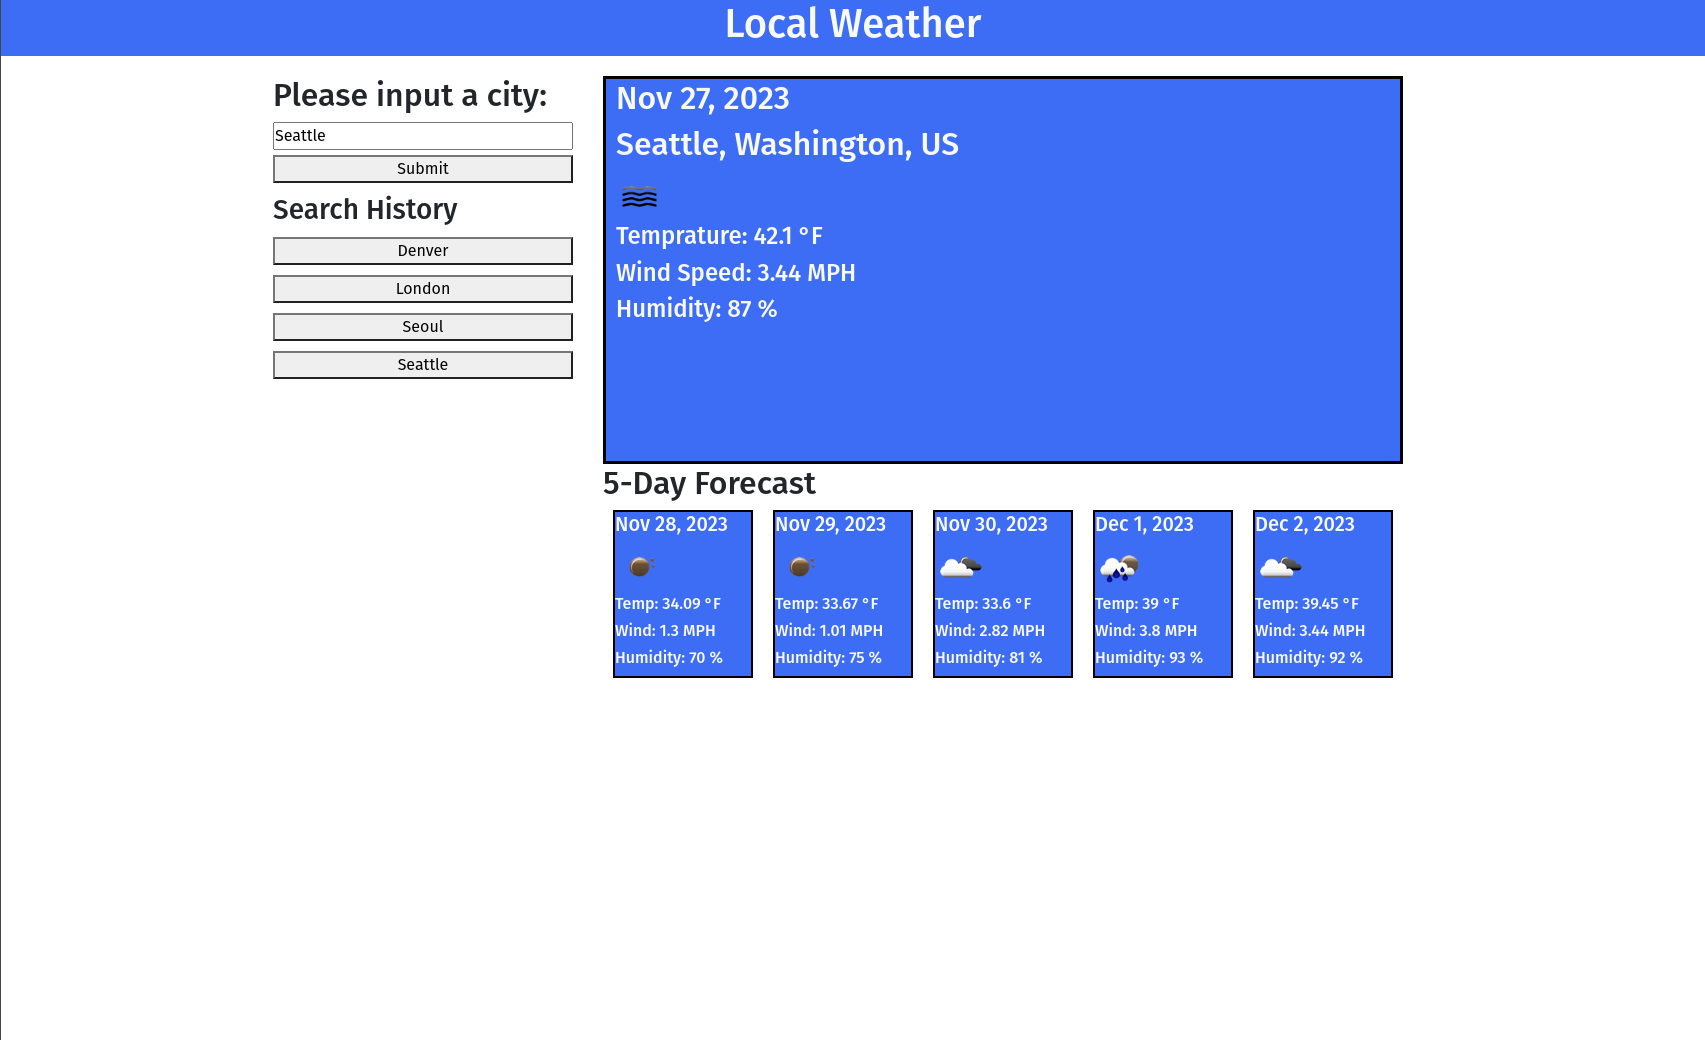 Local Weather
Please input a city:
Seattle
Submit
Search History
Denver
London
Seoul
Seattle
Nov 27, 2023
Seattle, Washington, US
Temprature: 42.1 °F
Wind Speed: 3.44 MPH
Humidity: 87 %
5-Day Forecast
Nov 28, 2023
Temp: 34.09 °F
Wind: 1.3 MPH
Humidity: 70 %
Nov 29, 2023
Temp: 33.67 °F
Wind: 1.01 MPH
Humidity: 75 %
Nov 30, 2023
Temp: 33.6 °F
Wind: 2.82 MPH
Humidity: 81 %
Dec 1, 2023
Temp: 39 °F
Wind: 3.8 MPH
Humidity: 93 %
Dec 2, 2023
Temp: 39.45 °F
Wind: 3.44 MPH
Humidity: 92 %